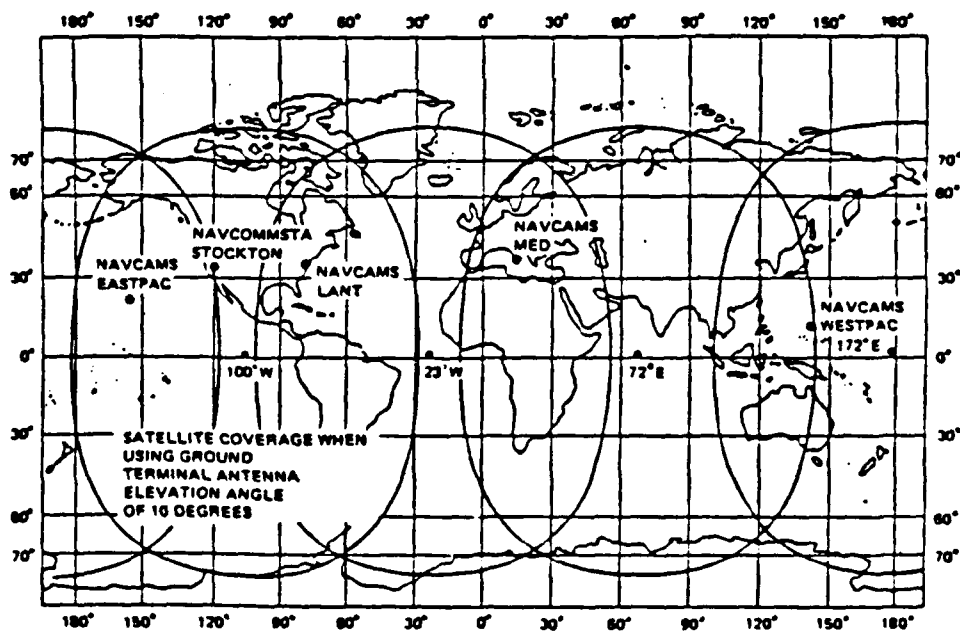 180° 150° 120° 90° 60° 30° 0° 30° 60° 90° 120° 150° 180°
70° 70°
60° 60°
NAVCOMMSTA
STOCKTON
NAVCAMS
MED
NAVCAMS
EASTPAC
NAVCAMS
LANT
30° 30°
NAVCAMS
WESTPAC
172°E
0° 0°
100°W 23°W 72°E
30° 30°
SATELLITE COVERAGE WHEN
USING GROUND
TERMINAL ANTENNA
ELEVATION ANGLE
OF 10 DEGREES
60° 60°
70° 70°
180° 150° 120° 90° 60° 30° 0° 30° 60° 90° 120° 150° 180°